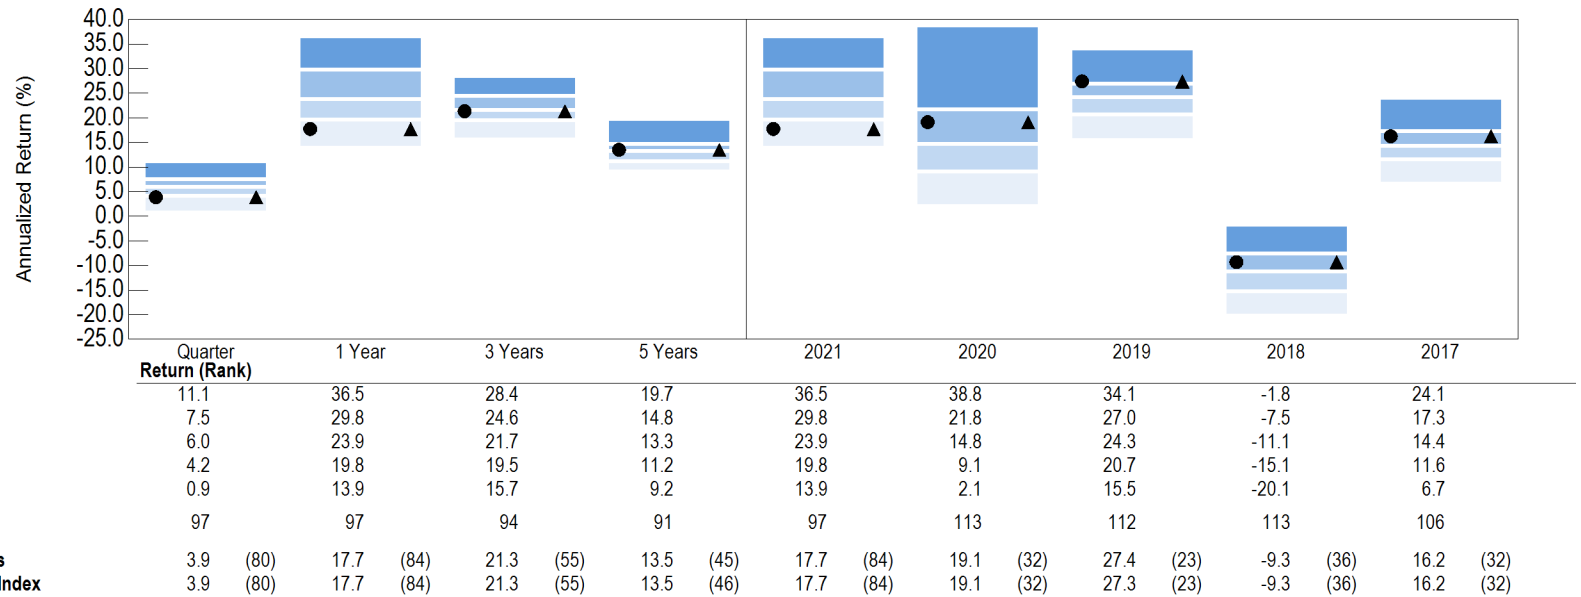 40.0
35.0
30.0
25.0
20.0
15.0
10.0
5.0
0.0
-5.0
-10.0
-15.0
-20.0
-25.0
Annualized Return (%)
Quarter 1 Year 3 Years 5 Years 2021 2020 2019 2018 2017
Return (Rank)
11.1 36.5 28.4 19.7 36.5 38.8 34.1 -1.8 24.1
7.5 29.8 24.6 14.8 29.8 21.8 27.0 -7.5 17.3
6.0 23.9 21.7 13.3 23.9 14.8 24.3 -11.1 14.4
4.2 19.8 19.5 11.2 19.8 9.1 20.7 -15.1 11.6
0.9 13.9 15.7 9.2 13.9 2.1 15.5 -20.1 6.7
97 97 94 91 97 113 112 113 106
s 3.9 (80) 17.7 (84) 21.3 (55) 13.5 (45) 17.7 (84) 19.1 (32) 27.4 (23) -9.3 (36) 16.2 (32)
Index 3.9 (80) 17.7 (84) 21.3 (55) 13.5 (46) 17.7 (84) 19.1 (32) 27.3 (23) -9.3 (36) 16.2 (32)